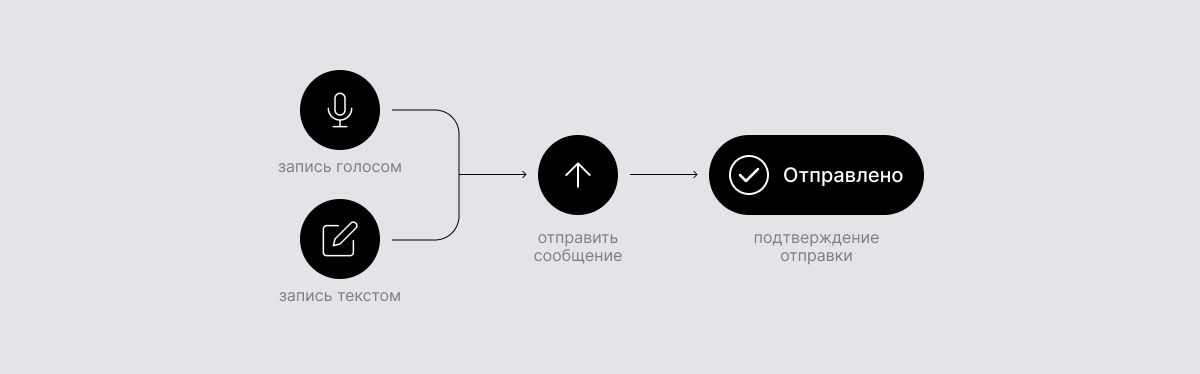 запись голосом
запись текстом
отправить
сообщение
Отправлено
подтверждение
отправки